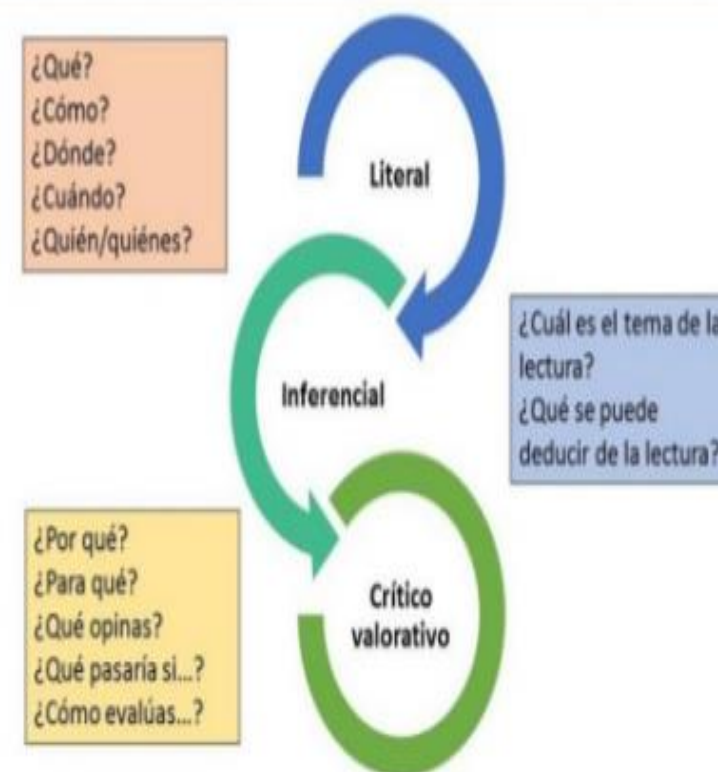 ¿Qué?
¿Cómo?
¿Dónde?
¿Cuándo?
¿Quién/quiénes?
Literal
¿Cuál es el tema de la
lectura?
¿Qué se puede
deducir de la lectura?
Inferencial
¿Por qué?
¿Para qué?
¿Qué opinas?
¿Qué pasaría si...?
¿Cómo evalúas...?
Crítico
valorativo